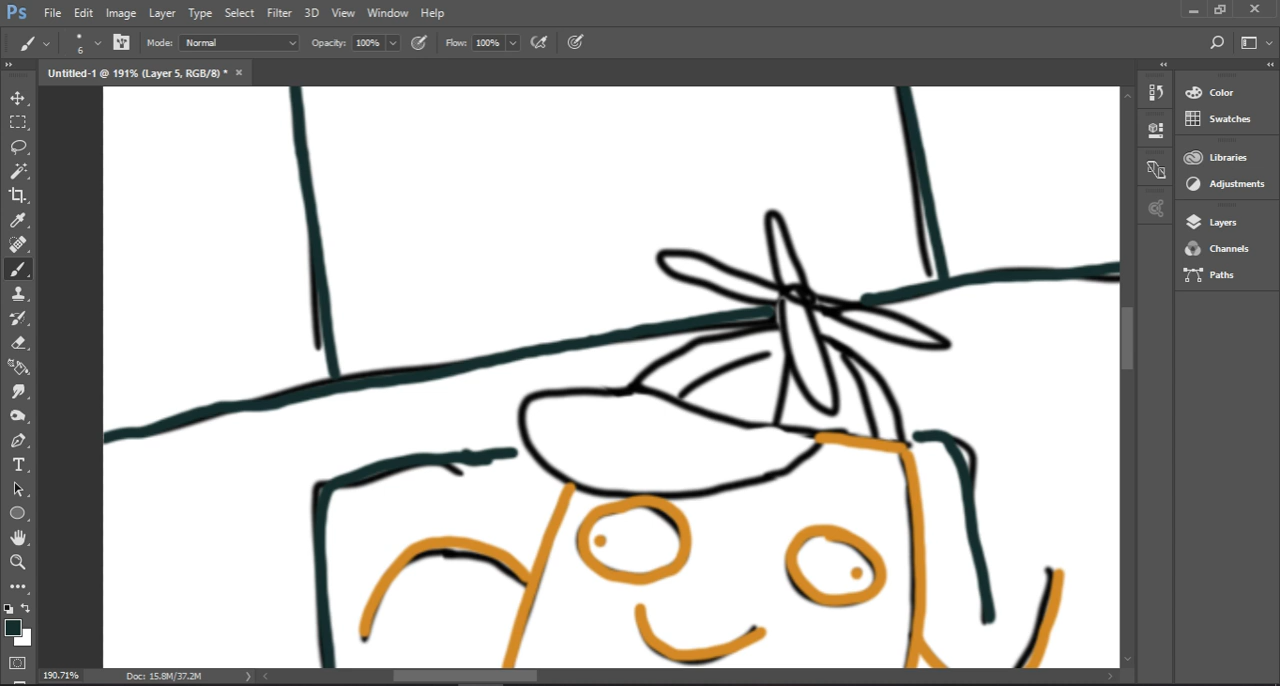 Ps File Edit Image Layer Type Select Filter 3D View Window Help
6 Mode: Normal Opacity: 100% Flow: 100%
Untitled-1 @ 191% (Layer 5, RGB/8) * ×
Color
Swatches
Libraries
Adjustments
Layers
Channels
Paths
T
190.71% Doc: 15.8M/37.2M